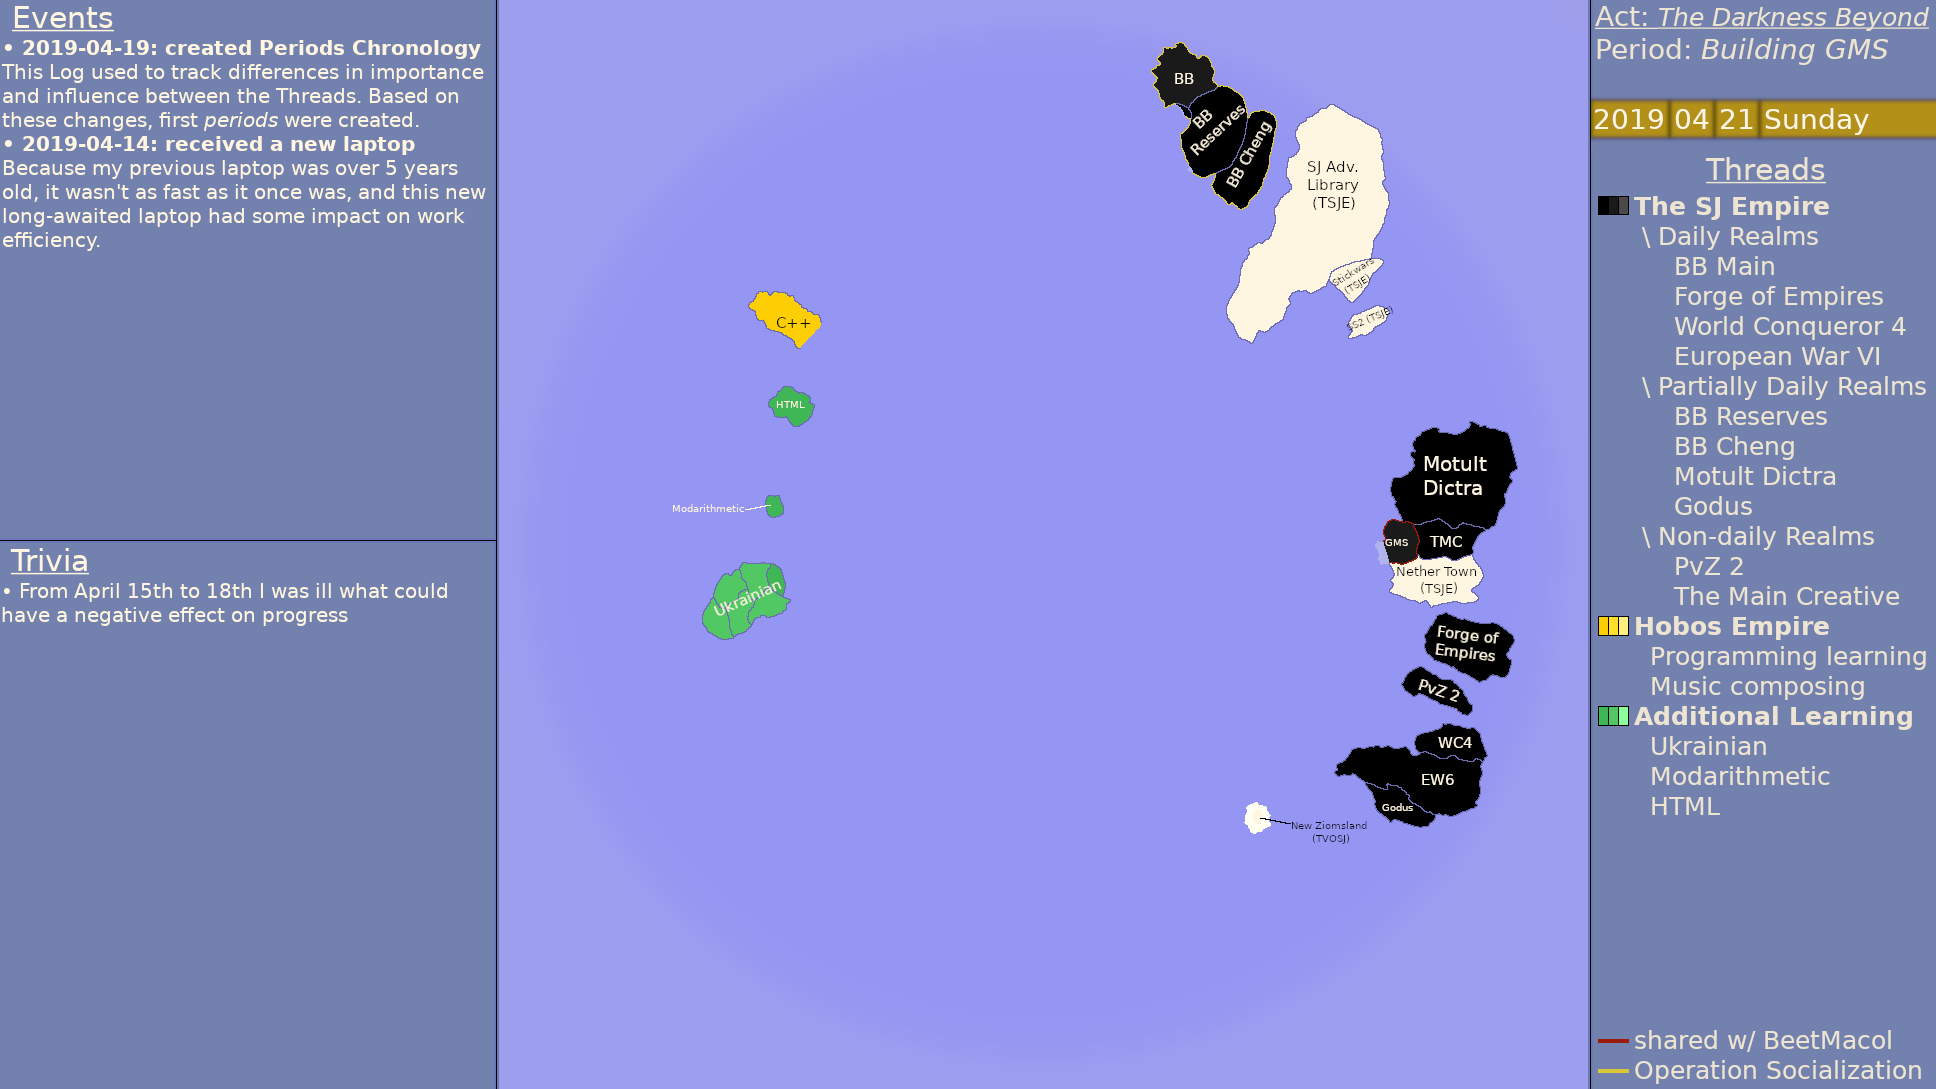 Events
• 2019-04-19: created Periods Chronology
This Log used to track differences in importance
and influence between the Threads. Based on
these changes, first periods were created.
• 2019-04-14: received a new laptop
Because my previous laptop was over 5 years
old, it wasn't as fast as it once was, and this new
long-awaited laptop had some impact on work
efficiency.
Trivia
• From April 15th to 18th I was ill what could
have a negative effect on progress
BB
BB
Reserves
BB Cheng
SJ Adv.
Library
(TSJE)
Stickwars
(TSJE)
SS2 (TSJE)
C++
HTML
Modarithmetic
Ukrainian
Motult
Dictra
GMS
TMC
Nether Town
(TSJE)
Forge of
Empires
PvZ 2
WC4
EW6
Godus
New Ziomsland
(TVOSJ)
Act: The Darkness Beyond
Period: Building GMS
2019 04 21 Sunday
Threads
The SJ Empire
\ Daily Realms
BB Main
Forge of Empires
World Conqueror 4
European War VI
\ Partially Daily Realms
BB Reserves
BB Cheng
Motult Dictra
Godus
\ Non-daily Realms
PvZ 2
The Main Creative
Hobos Empire
Programming learning
Music composing
Additional Learning
Ukrainian
Modarithmetic
HTML
shared w/ BeetMacol
Operation Socialization